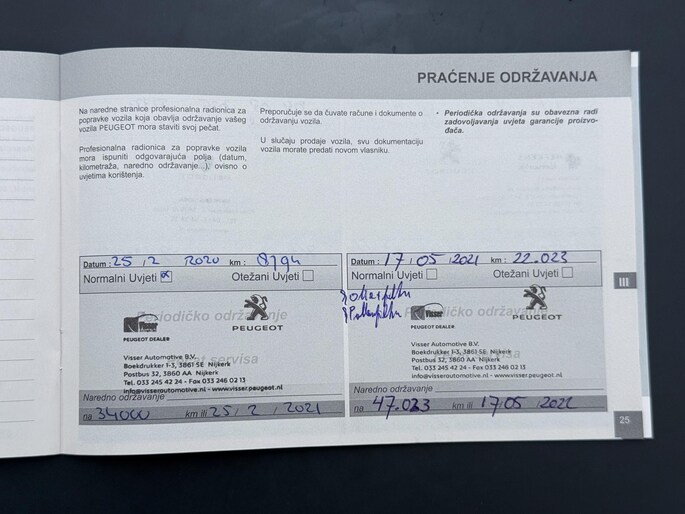 PRAĆENJE ODRŽAVANJA
Na naredne stranice profesionalna radionica za
popravke vozila koja obavlja održavanje vašeg
vozila PEUGEOT mora staviti svoj pečat.
Profesionalna radionica za popravke vozila
mora ispuniti odgovarajuća polja (datum,
kilometraža, naredno održavanje...), ovisno o
uvjetima korištenja.
Preporučuje se da čuvate račune i dokumente o
održavanju vozila.
U slučaju prodaje vozila, svu dokumentaciju
vozila morate predati novom vlasniku.
• Periodička održavanja su obavezna radi
zadovoljavanja uvjeta garancije proizvo-
đača.
Datum : 25 / 2 / 2020 km : 8794
Normalni Uvjeti Otežani Uvjeti
Periodičko održavanje
Visser
PEUGEOT
PEUGEOT DEALER
servisa
Visser Automotive B.V.
Boekdrukker 1-3, 3861 SE Nijkerk
Postbus 32, 3860 AA Nijkerk
Tel. 033 245 42 24 - Fax 033 246 02 13
info@visserautomotive.nl - www.visser.peugeot.nl
Naredno održavanje
na 34000 km ili 25 / 2 / 2021
Datum : 17 / 05 / 2021 km : 22.023
Normalni Uvjeti Otežani Uvjeti
Periodičko održavanje
Visser
PEUGEOT
PEUGEOT DEALER
servisa
Visser Automotive B.V.
Boekdrukker 1-3, 3861 SE Nijkerk
Postbus 32, 3860 AA Nijkerk
Tel. 033 245 42 24 - Fax 033 246 02 13
info@visserautomotive.nl - www.visser.peugeot.nl
Naredno održavanje
na 47.023 km ili 17 / 05 / 2022
III
25